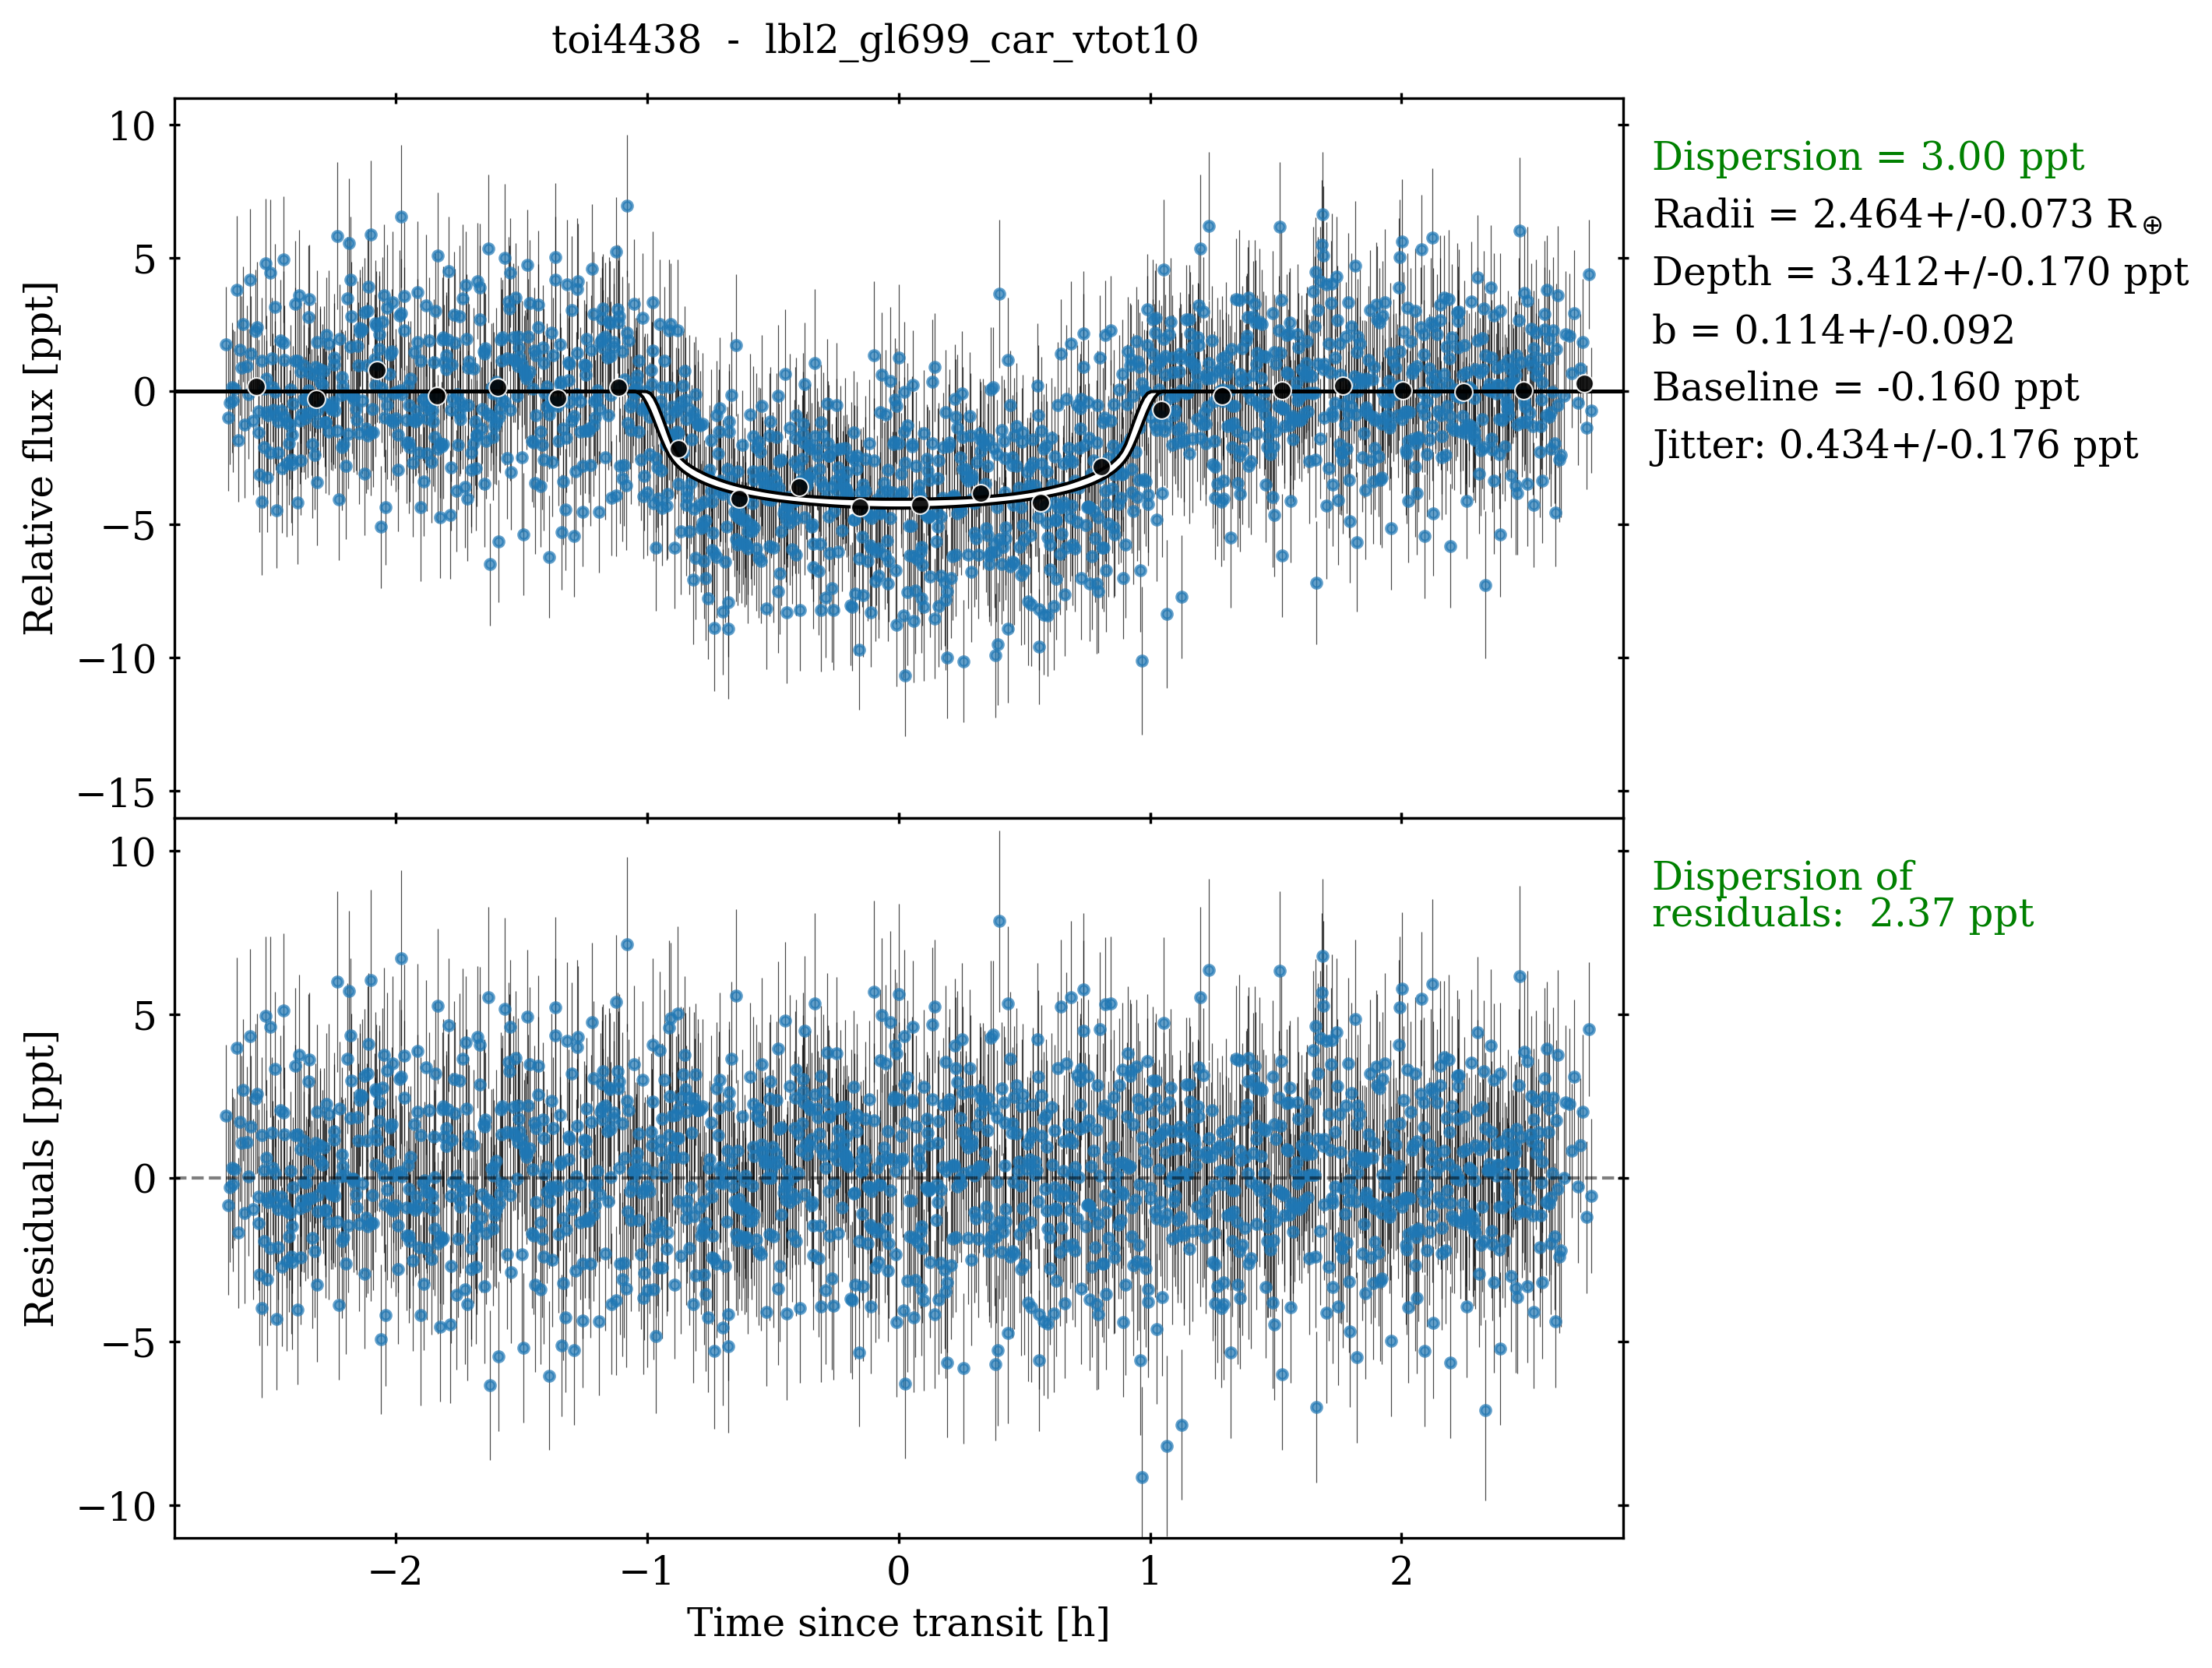 toi4438  -  lbl2_gl699_car_vtot10
10
5
0
−5
−10
−15
Relative flux [ppt]
Dispersion = 3.00 ppt
Radii = 2.464+/-0.073 R⊕
Depth = 3.412+/-0.170 ppt
b = 0.114+/-0.092
Baseline = -0.160 ppt
Jitter: 0.434+/-0.176 ppt
10
5
0
−5
−10
Residuals [ppt]
Dispersion of
residuals:  2.37 ppt
−2
−1
0
1
2
Time since transit [h]